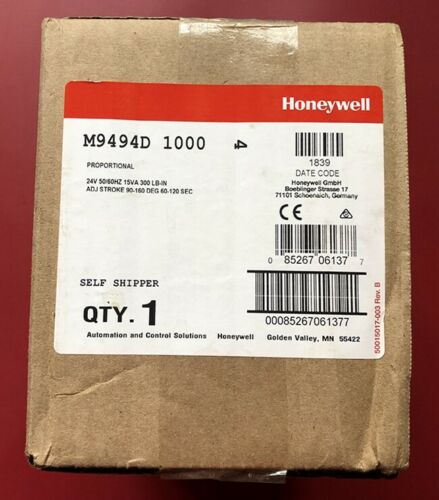 Honeywell
M9494D 1000
4
PROPORTIONAL
24V 50/60HZ 15VA 300 LB-IN
ADJ STROKE 90-160 DEG 60-120 SEC
1839
DATE CODE
Honeywell GmbH
Boeblinger Strasse 17
71101 Schoenaich, Germany
CE
0 85267 06137 7
SELF SHIPPER
QTY. 1
00085267061377
Automation and Control Solutions Honeywell Golden Valley, MN 55422
50015017-003 Rev. B